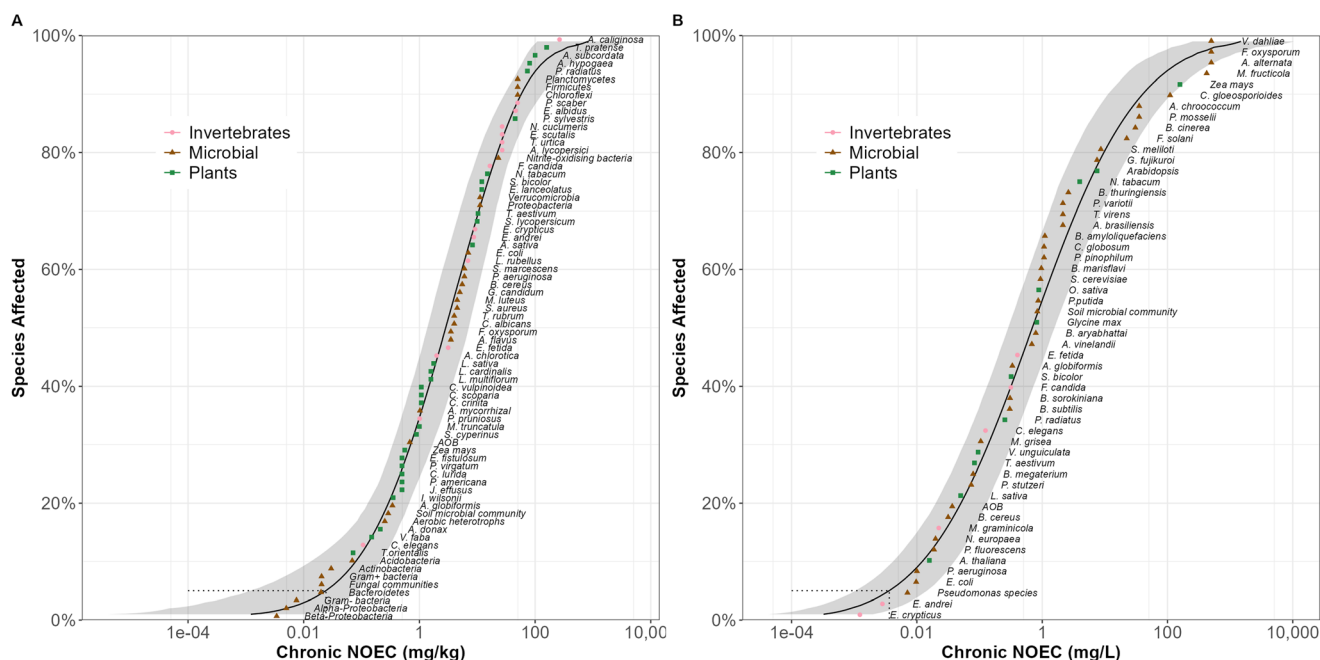 A
Species Affected
100%
80%
60%
40%
20%
0%
Invertebrates
Microbial
Plants
A. caliginosa
T. pratense
A. subcordata
A. hypogaea
P. radiatus
Planctomycetes
Firmicutes
Chloroflexi
P. scaber
E. albidus
P. sylvestris
N. cucumeris
E. scutalis
T. urtica
A. lycopersici
Nitrite-oxidising bacteria
F. candida
N. tabacum
S. bicolor
E. lanceolatus
Verrucomicrobia
Proteobacteria
T. aestivum
S. lycopersicum
E. crypticus
E. andrei
A. sativa
E. coli
L. rubellus
S. marcescens
P. aeruginosa
B. cereus
G. candidum
M. luteus
S. aureus
T. rubrum
C. albicans
F. oxysporum
A. flavus
E. fetida
A. chlorotica
L. sativa
L. cardinalis
L. multiflorum
C. vulpinoidea
C. scoparia
C. crinita
A. mycorrhizal
P. pruniosus
M. truncatula
S. cyperinus
AOB
Zea mays
E. fistulosum
P. virgatum
C. lurida
P. americana
J. effusus
I. wilsonii
A. globiformis
Soil microbial community
Aerobic heterotrophs
A. donax
V. faba
C. elegans
T.orientalis
Acidobacteria
Actinobacteria
Gram+ bacteria
Fungal communities
Bacteroidetes
Gram- bacteria
Alpha-Proteobacteria
Beta-Proteobacteria
1e-04
0.01
1
100
10,00
Chronic NOEC (mg/kg)
B
Species Affected
100%
80%
60%
40%
20%
0%
Invertebrates
Microbial
Plants
V. dahliae
F. oxysporum
A. alternata
M. fructicola
Zea mays
C. gloeosporioides
A. chroococcum
P. mosselii
B. cinerea
F. solani
S. meliloti
G. fujikuroi
Arabidopsis
N. tabacum
B. thuringiensis
P. variotii
T. virens
A. brasiliensis
B. amyloliquefaciens
C. globosum
P. pinophilum
B. marisflavi
S. cerevisiae
O. sativa
P.putida
Soil microbial community
Glycine max
B. aryabhattai
A. vinelandii
E. fetida
A. globiformis
S. bicolor
F. candida
B. sorokiniana
B. subtilis
P. radiatus
C. elegans
M. grisea
V. unguiculata
T. aestivum
B. megaterium
P. stutzeri
L. sativa
AOB
B. cereus
M. graminicola
N. europaea
P. fluorescens
A. thaliana
P. aeruginosa
E. coli
Pseudomonas species
E. andrei
E. crypticus
1e-04
0.01
1
100
10,000
Chronic NOEC (mg/L)